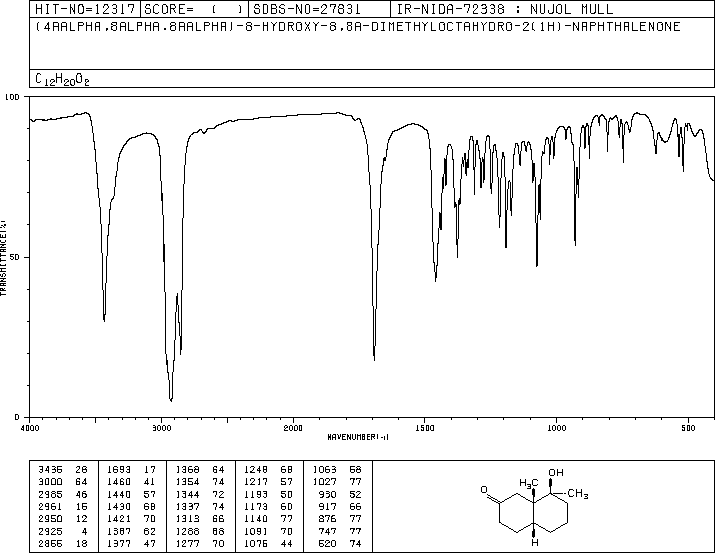 HIT-NO=12317 SCORE= ( ) SDBS-NO=27831 IR-NIDA-72338 : NUJOL MULL
(4AALPHA,8ALPHA,8AALPHA)-8-HYDROXY-8,8A-DIMETHYLOCTAHYDRO-2(1H)-NAPHTHALENONE
C12H20O2
100
50
0
TRANSMITTANCE(%)
4000 3000 2000 1500 1000 500
WAVENUMBER(-1)
3435 28 1693 17 1368 64 1248 68 1063 58
3000 64 1460 41 1354 74 1217 57 1027 77
2985 46 1440 57 1344 72 1193 50 930 52
2961 16 1430 68 1337 74 1173 60 917 66
2950 12 1421 70 1313 66 1140 77 876 77
2925 4 1387 62 1288 68 1091 70 747 77
2855 18 1377 47 1277 70 1076 44 620 74
OH
H3C
CH3
O
H